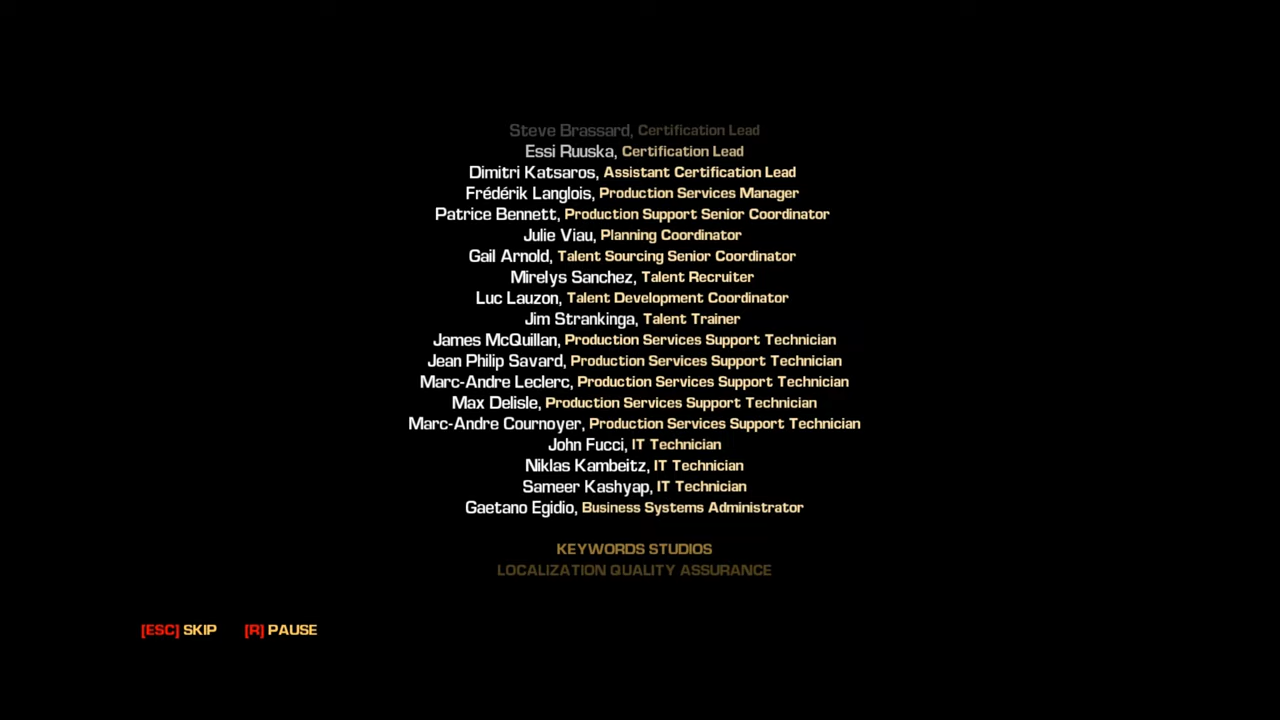 Steve Brassard, Certification Lead
Essi Ruuska, Certification Lead
Dimitri Katsaros, Assistant Certification Lead
Frédérik Langlois, Production Services Manager
Patrice Bennett, Production Support Senior Coordinator
Julie Viau, Planning Coordinator
Gail Arnold, Talent Sourcing Senior Coordinator
Mirelys Sanchez, Talent Recruiter
Luc Lauzon, Talent Development Coordinator
Jim Strankinga, Talent Trainer
James McQuillan, Production Services Support Technician
Jean Philip Savard, Production Services Support Technician
Marc-Andre Leclerc, Production Services Support Technician
Max Delisle, Production Services Support Technician
Marc-Andre Cournoyer, Production Services Support Technician
John Fucci, IT Technician
Niklas Kambeitz, IT Technician
Sameer Kashyap, IT Technician
Gaetano Egidio, Business Systems Administrator
KEYWORDS STUDIOS
LOCALIZATION QUALITY ASSURANCE
[ESC] SKIP [R] PAUSE